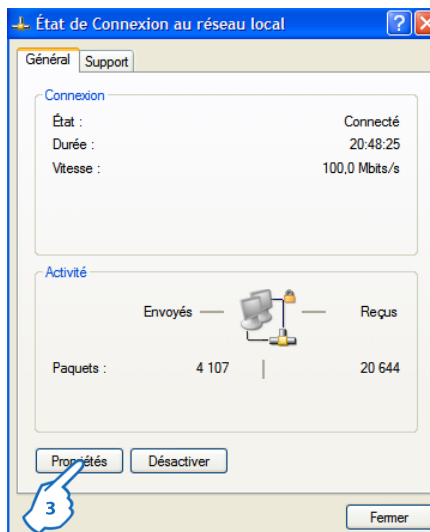 État de Connexion au réseau local
Général Support
Connexion
État : Connecté
Durée : 20:48:25
Vitesse : 100,0 Mbits/s
Activité
Envoyés Reçus
Paquets : 4 107 20 644
Propriétés Désactiver
3
Fermer